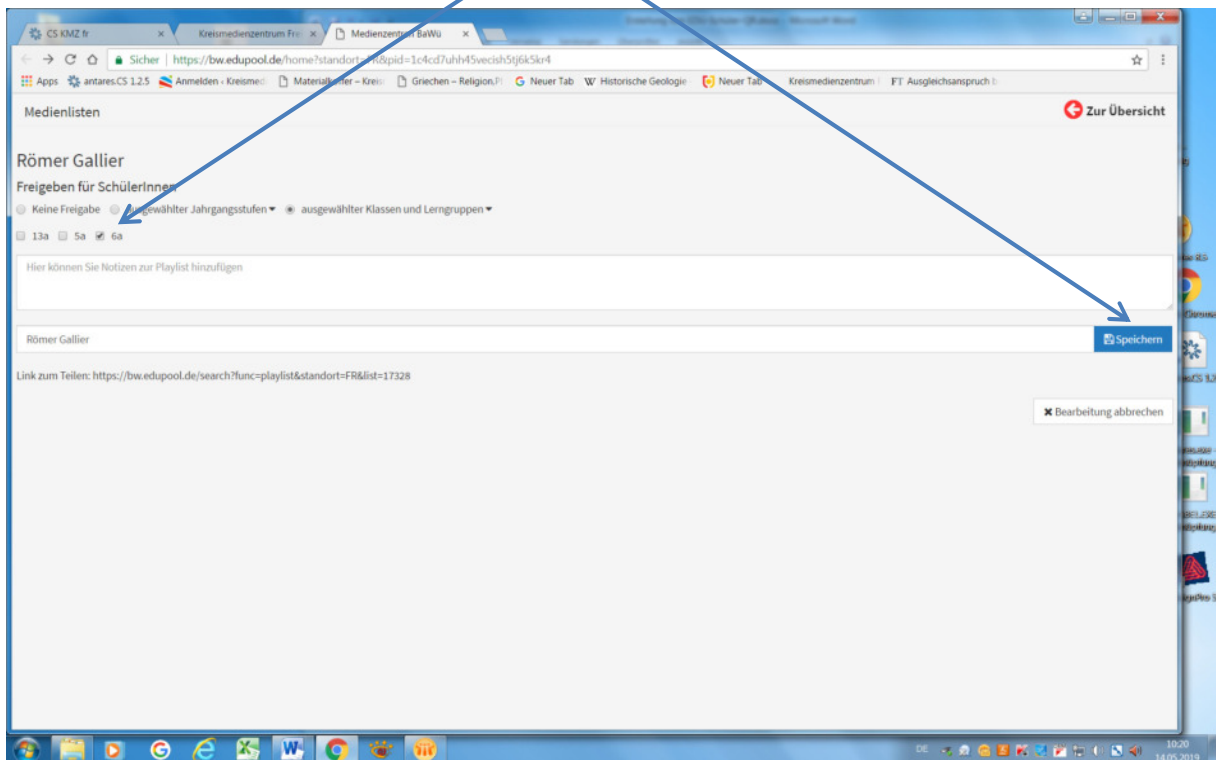 CS KMZ fr
Kreismedienzentrum Fre
Medienzentrum BaWü
Sicher | https://bw.edupool.de/home?standort=FR&pid=1c4cd7uhh45vecish5tj6k5kr4
Apps antares.CS 1.2.5 Anmelden ‹ Kreismed Griechen – Religion,Pl Neuer Tab Historische Geologie Neuer Tab Kreismedienzentrum FT Ausgleichsanspruch b
Medienlisten
Zur Übersicht
Römer Gallier
Freigeben für SchülerInnen
Keine Freigabe ausgewählter Jahrgangsstufen ausgewählter Klassen und Lerngruppen
13a 5a 6a
Hier können Sie Notizen zur Playlist hinzufügen
Römer Gallier
Speichern
Link zum Teilen: https://bw.edupool.de/search?func=playlist&standort=FR&list=17328
Bearbeitung abbrechen
DE
10:20
14.05.2019